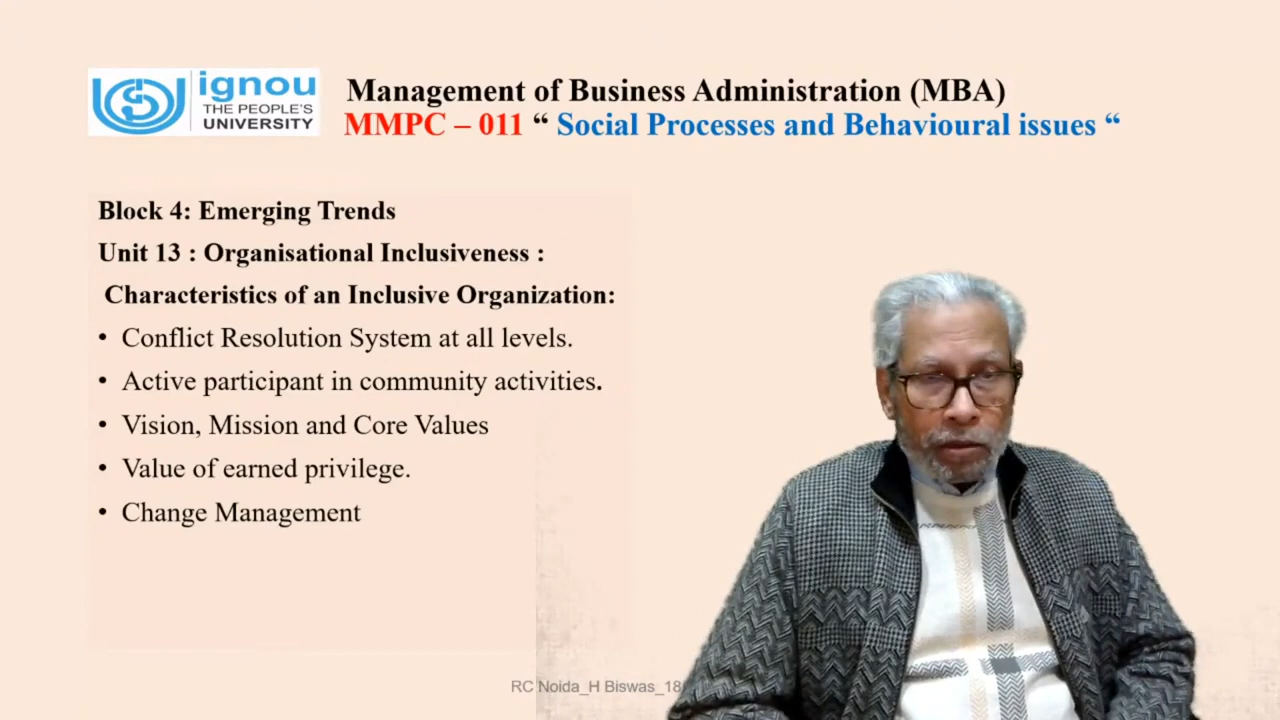 ignou
THE PEOPLE'S
UNIVERSITY
Management of Business Administration (MBA)
MMPC – 011 “ Social Processes and Behavioural issues “
Block 4: Emerging Trends
Unit 13 : Organisational Inclusiveness :
Characteristics of an Inclusive Organization:
• Conflict Resolution System at all levels.
• Active participant in community activities.
• Vision, Mission and Core Values
• Value of earned privilege.
• Change Management
RC Noida_H Biswas_18